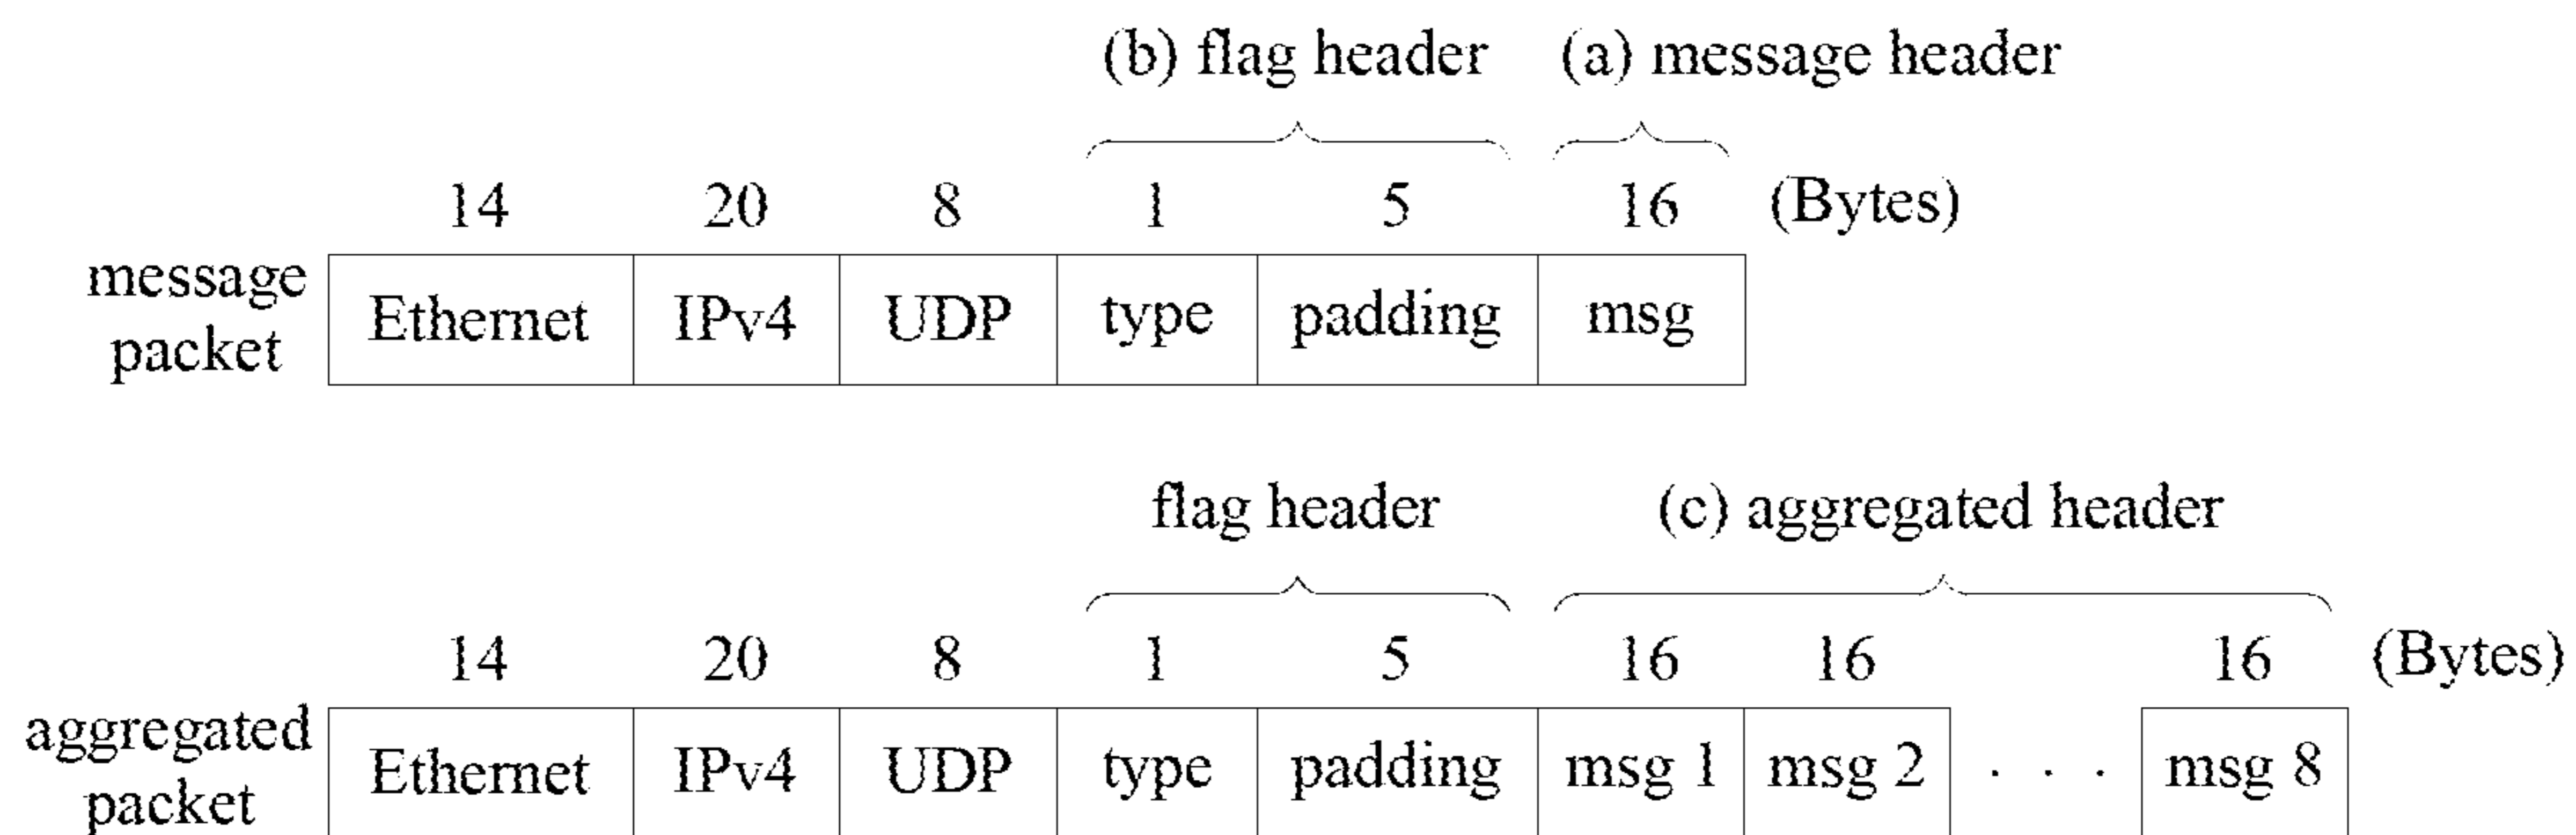 (b) flag header (a) message header
14 20 8 1 5 16 (Bytes)
message packet
Ethernet IPv4 UDP type padding msg
flag header (c) aggregated header
14 20 8 1 5 16 16 16 (Bytes)
aggregated packet
Ethernet IPv4 UDP type padding msg 1 msg 2 . . . msg 8